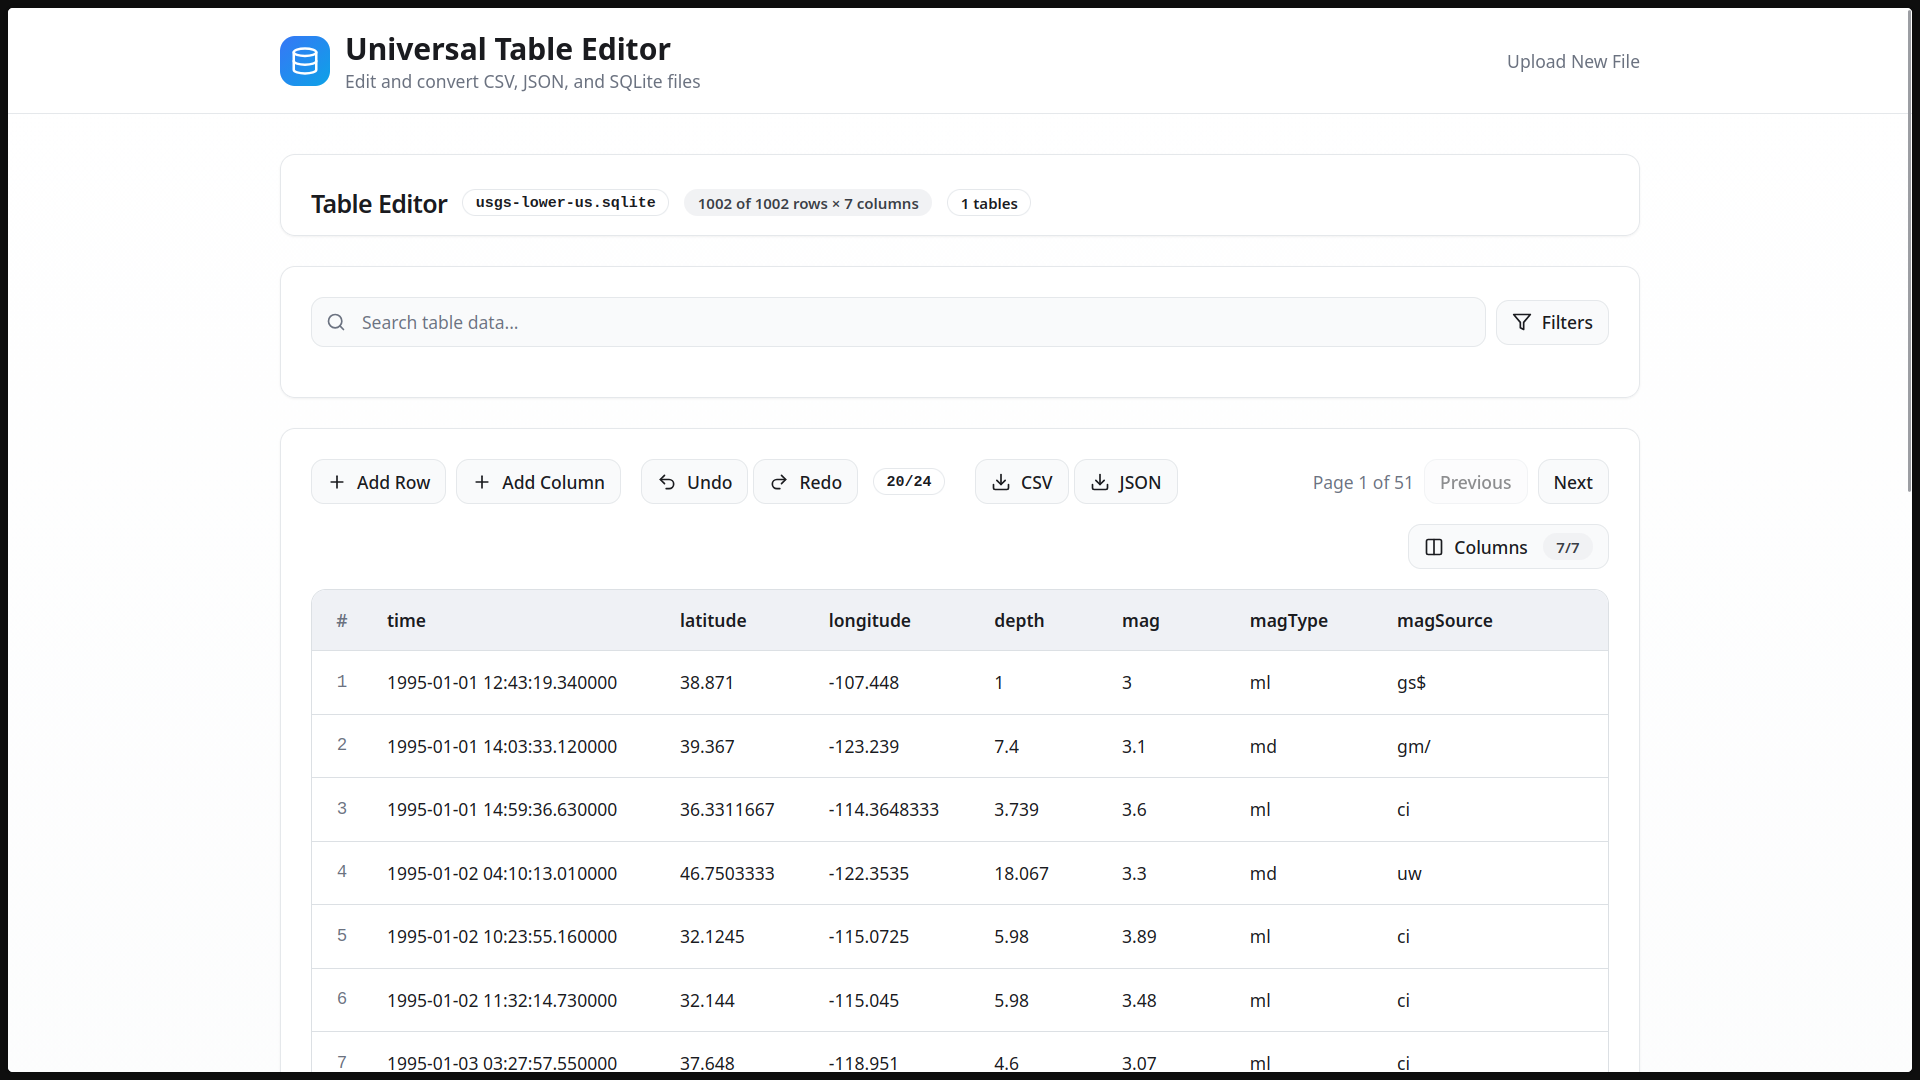 Universal Table Editor
Edit and convert CSV, JSON, and SQLite files
Upload New File
Table Editor usgs-lower-us.sqlite 1002 of 1002 rows × 7 columns 1 tables
Search table data...
Filters
Add Row Add Column Undo Redo 20/24 CSV JSON Page 1 of 51 Previous Next
Columns 7/7
# time latitude longitude depth mag magType magSource
1 1995-01-01 12:43:19.340000 38.871 -107.448 1 3 ml gs$
2 1995-01-01 14:03:33.120000 39.367 -123.239 7.4 3.1 md gm/
3 1995-01-01 14:59:36.630000 36.3311667 -114.3648333 3.739 3.6 ml ci
4 1995-01-02 04:10:13.010000 46.7503333 -122.3535 18.067 3.3 md uw
5 1995-01-02 10:23:55.160000 32.1245 -115.0725 5.98 3.89 ml ci
6 1995-01-02 11:32:14.730000 32.144 -115.045 5.98 3.48 ml ci
7 1995-01-03 03:27:57.550000 37.648 -118.951 4.6 3.07 ml ci